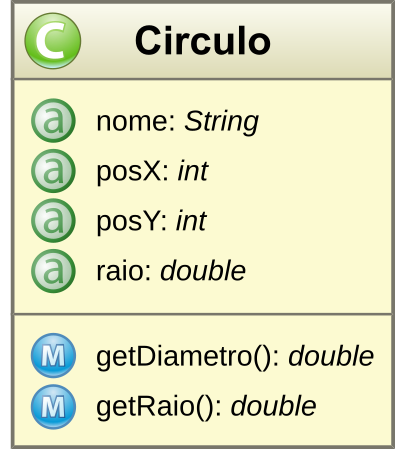 C Circulo
a nome: String
a posX: int
a posY: int
a raio: double
M getDiametro(): double
M getRaio(): double